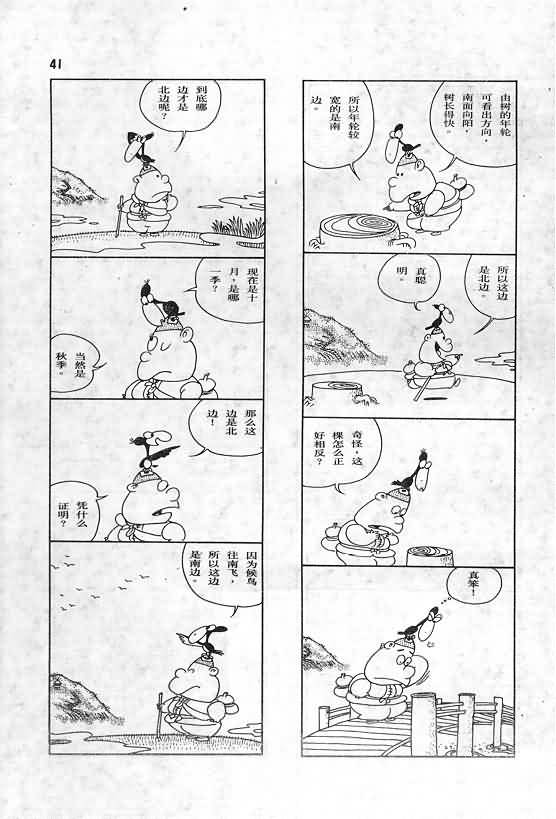 41
由树的年轮
可看出方向，
南面向阳，
树长得快。
所以年轮较
宽的是南
边。
所以这边
是北边。
真聪
明。
奇怪，这
棵怎么正
好相反？
真笨！
到底哪
边才是
北边呢？
现在是十
月，是哪
一季？
当然是
秋季。
那么这
边是北
边！
凭什么
证明？
因为候鸟
往南飞，
所以这边
是南边。